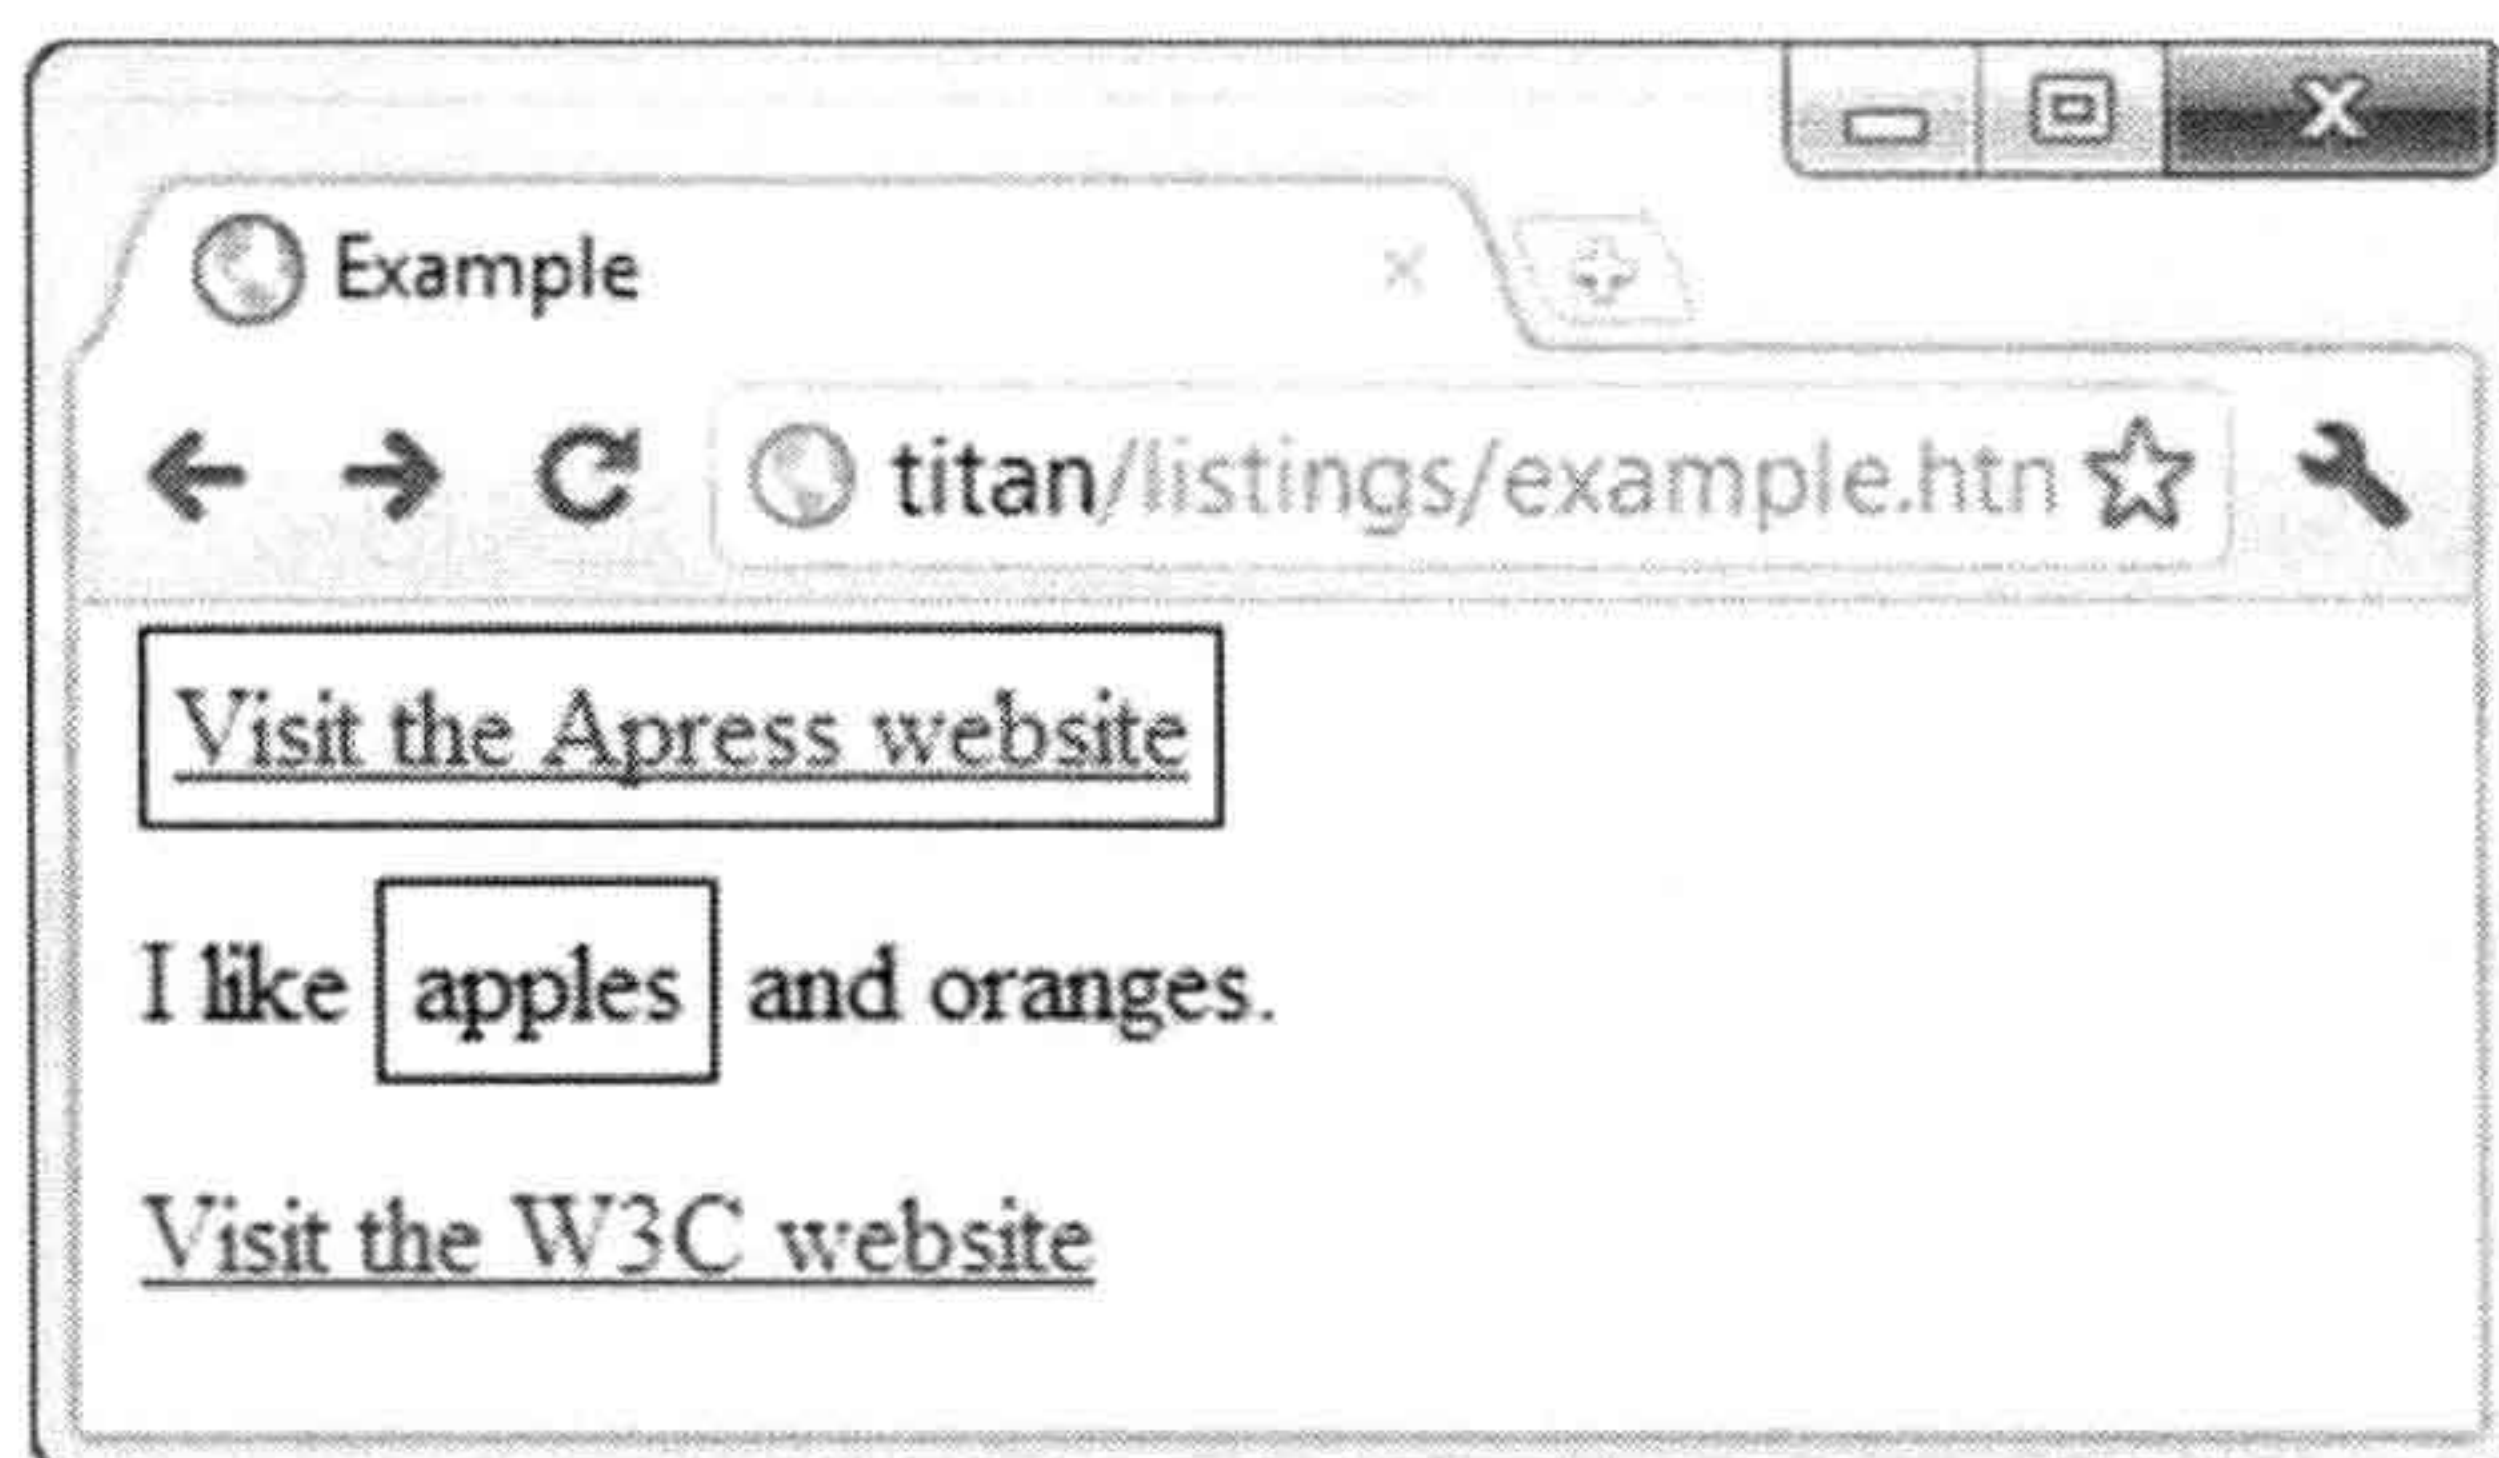 Example
titan/listings/example.htn
Visit the Apress website
I like apples and oranges.
Visit the W3C website